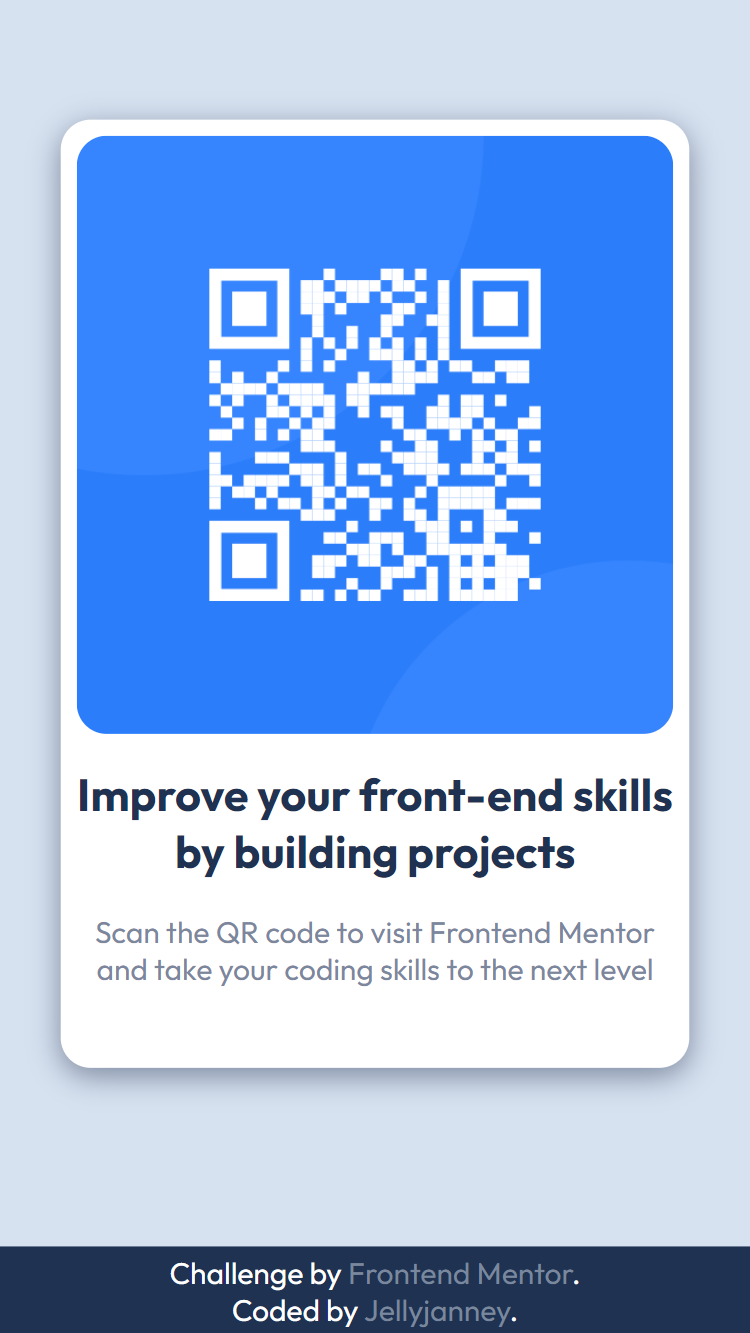 Improve your front-end skills
by building projects
Scan the QR code to visit Frontend Mentor
and take your coding skills to the next level
Challenge by Frontend Mentor.
Coded by Jellyjanney.